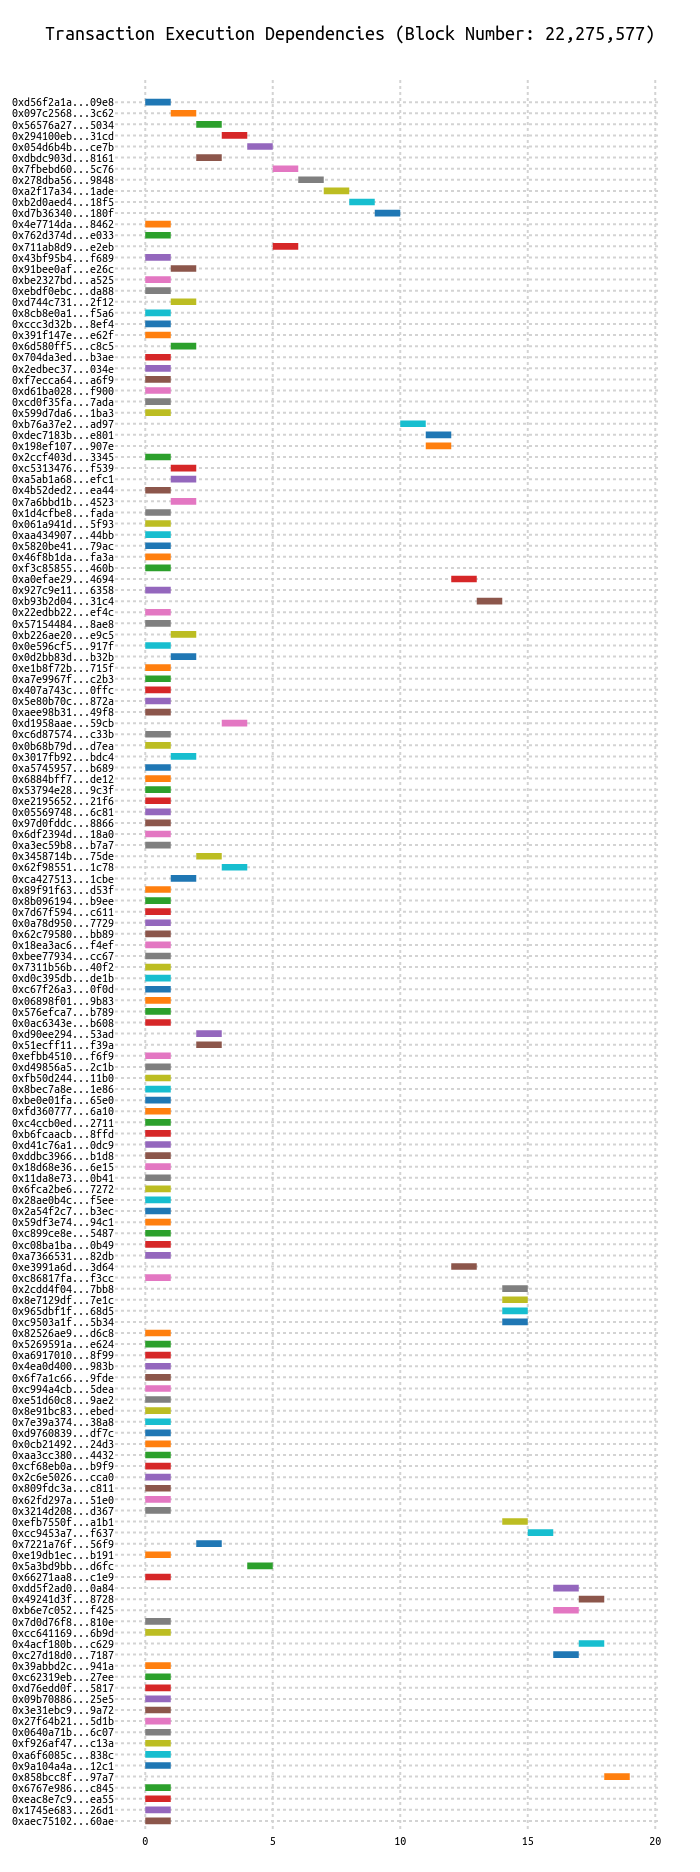 Transaction Execution Dependencies (Block Number: 22,275,577)
0xd56f2a1a...09e8
0x097c2568...3c62
0x56576a27...5034
0x294100eb...31cd
0x054d6b4b...ce7b
0xdbdc903d...8161
0x7fbebd60...5c76
0x278dba56...9848
0xa2f17a34...1ade
0xb2d0aed4...18f5
0xd7b36340...180f
0x4e7714da...8462
0x762d374d...e033
0x711ab8d9...e2eb
0x43bf95b4...f689
0x91bee0af...e26c
0xbe2327bd...a525
0xebdf0ebc...da88
0xd744c731...2f12
0x8cb8e0a1...f5a6
0xccc3d32b...8ef4
0x391f147e...e62f
0x6d580ff5...c8c5
0x704da3ed...b3ae
0x2edbec37...034e
0xf7ecca64...a6f9
0xd61ba028...f900
0xcd0f35fa...7ada
0x599d7da6...1ba3
0xb76a37e2...ad97
0xdec7183b...e801
0x198ef107...907e
0x2ccf403d...3345
0xc5313476...f539
0xa5ab1a68...efc1
0x4b52ded2...ea44
0x7a6bbd1b...4523
0x1d4cfbe8...fada
0x061a941d...5f93
0xaa434907...44bb
0x5820be41...79ac
0x46f8b1da...fa3a
0xf3c85855...460b
0xa0efae29...4694
0x927c9e11...6358
0xb93b2d04...31c4
0x22edbb22...ef4c
0x57154484...8ae8
0xb226ae20...e9c5
0x0e596cf5...917f
0x0d2bb83d...b32b
0xe1b8f72b...715f
0xa7e9967f...c2b3
0x407a743c...0ffc
0x5e80b70c...872a
0xaee98b31...49f8
0xd1958aae...59cb
0xc6d87574...c33b
0x0b68b79d...d7ea
0x3017fb92...bdc4
0xa5745957...b689
0x6884bff7...de12
0x53794e28...9c3f
0xe2195652...21f6
0x05569748...6c81
0x97d0fddc...8866
0x6df2394d...18a0
0xa3ec59b8...b7a7
0x3458714b...75de
0x62f98551...1c78
0xca427513...1cbe
0x89f91f63...d53f
0x8b096194...b9ee
0x7d67f594...c611
0x0a78d950...7729
0x62c79580...bb89
0x18ea3ac6...f4ef
0xbee77934...cc67
0x7311b56b...40f2
0xd0c395db...de1b
0xc67f26a3...0f0d
0x06898f01...9b83
0x576efca7...b789
0x0ac6343e...b608
0xd90ee294...53ad
0x51ecff11...f39a
0xefbb4510...f6f9
0xd49856a5...2c1b
0xfb50d244...11b0
0x8bec7a8e...1e86
0xbe0e01fa...65e0
0xfd360777...6a10
0xc4ccb0ed...2711
0xb6fcaacb...8ffd
0xd41c76a1...0dc9
0xddbc3966...b1d8
0x18d68e36...6e15
0x11da8e73...0b41
0x6fca2be6...7272
0x28ae0b4c...f5ee
0x2a54f2c7...b3ec
0x59df3e74...94c1
0xc899ce8e...5487
0xc08ba1ba...0b49
0xa7366531...82db
0xe3991a6d...3d64
0xc86817fa...f3cc
0x2cdd4f04...7bb8
0x8e7129df...7e1c
0x965dbf1f...68d5
0xc9503a1f...5b34
0x82526ae9...d6c8
0x5269591a...e624
0xa6917010...8f99
0x4ea0d400...983b
0x6f7a1c66...9fde
0xc994a4cb...5dea
0xe51d60c8...9ae2
0x8e91bc83...ebed
0x7e39a374...38a8
0xd9760839...df7c
0x0cb21492...24d3
0xaa3cc380...4432
0xcf68eb0a...b9f9
0x2c6e5026...cca0
0x809fdc3a...c811
0x62fd297a...51e0
0x3214d208...d367
0xefb7550f...a1b1
0xcc9453a7...f637
0x7221a76f...56f9
0xe19db1ec...b191
0x5a3bd9bb...d6fc
0x66271aa8...c1e9
0xdd5f2ad0...0a84
0x49241d3f...8728
0xb6e7c052...f425
0x7d0d76f8...810e
0xcc641169...6b9d
0x4acf180b...c629
0xc27d18d0...7187
0x39abbd2c...941a
0xc62319eb...27ee
0xd76edd0f...5817
0x09b70886...25e5
0x3e31ebc9...9a72
0x27f64b21...5d1b
0x0640a71b...6c07
0xf926af47...c13a
0xa6f6085c...838c
0x9a104a4a...12c1
0x858bcc8f...97a7
0x6767e986...c845
0xeac8e7c9...ea55
0x1745e683...26d1
0xaec75102...60ae
0 5 10 15 20